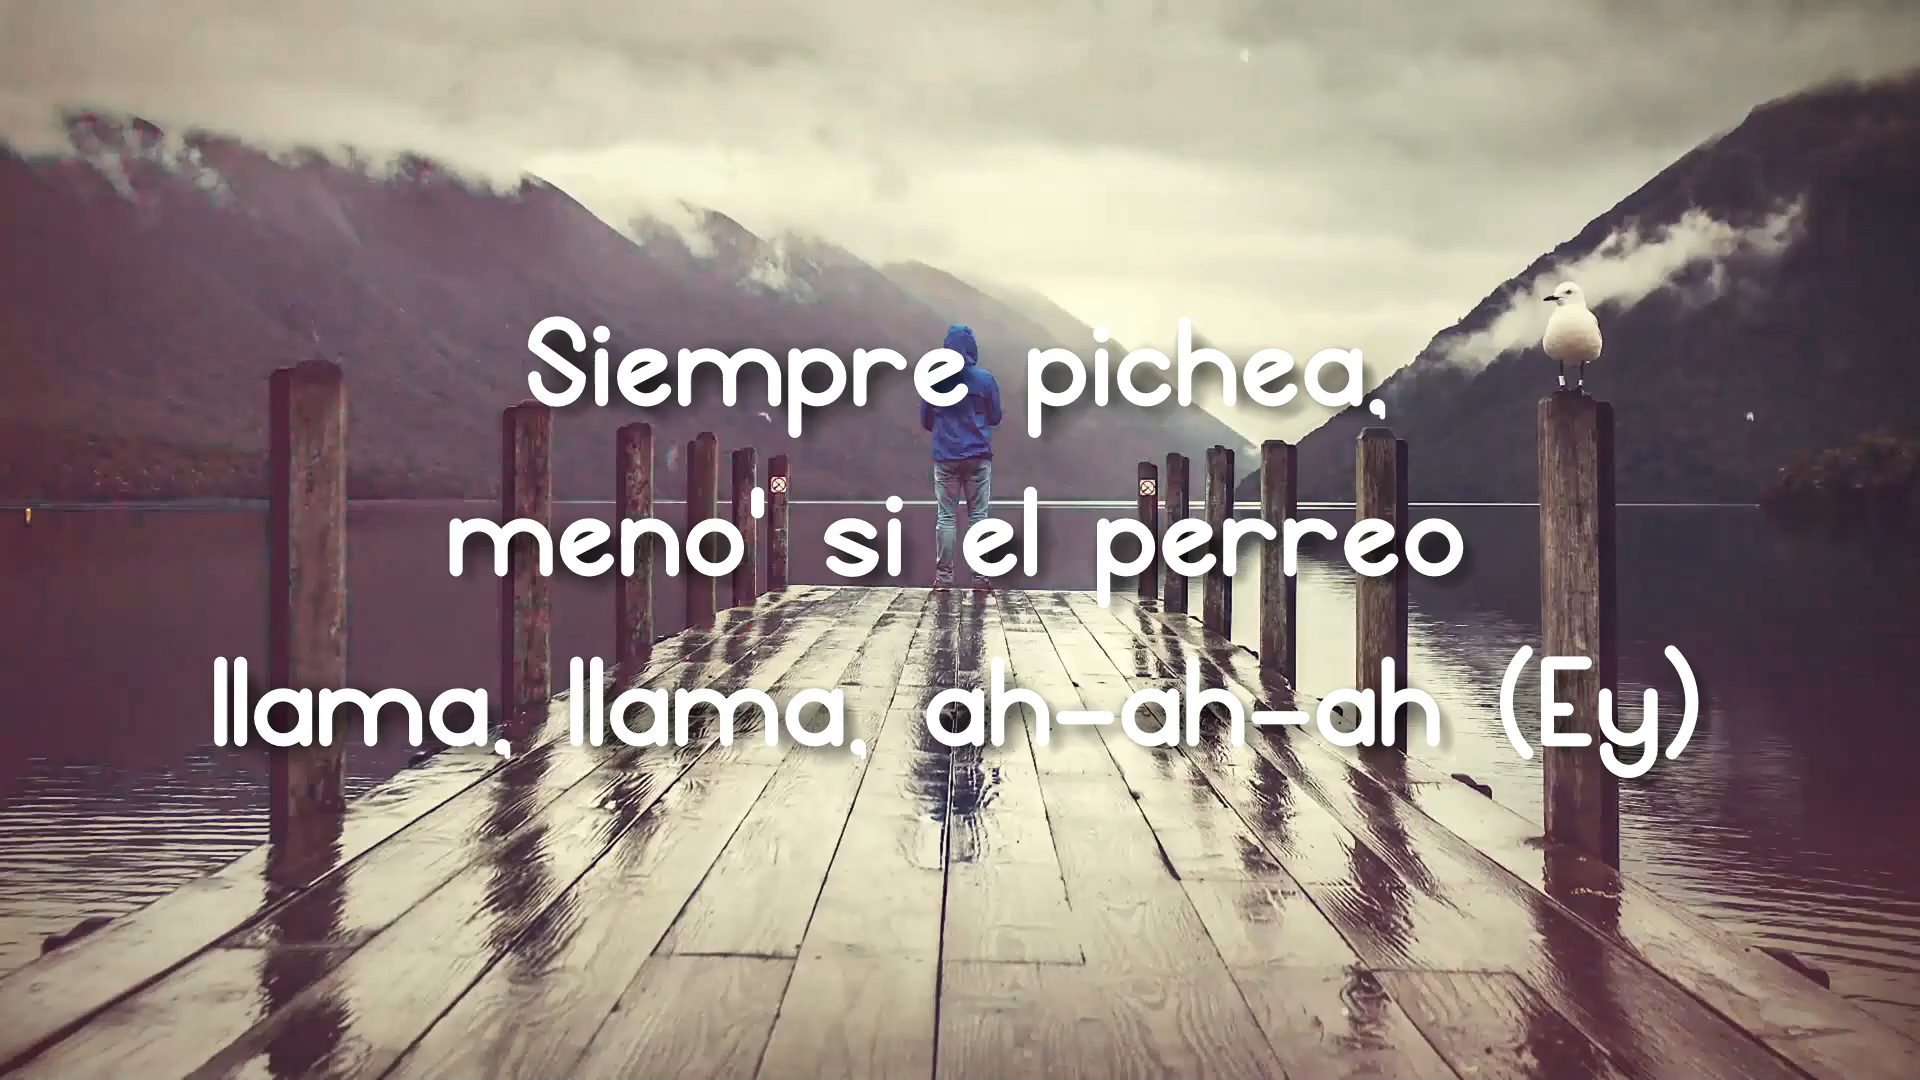 Siempre pichea,
meno' si el perreo
llama, llama, ah-ah-ah (Ey)